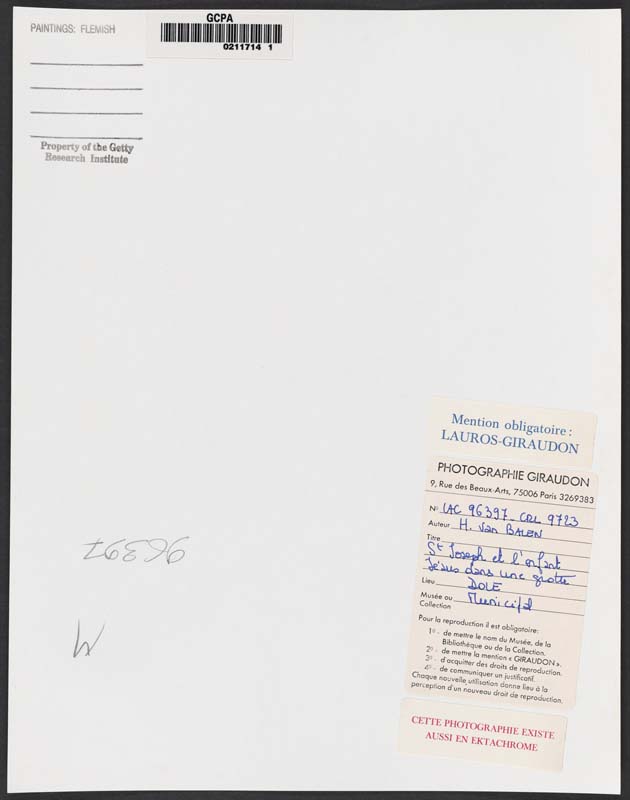 PAINTINGS: FLEMISH
GCPA
0211714 1
Property of the Getty
Research Institute
Mention obligatoire :
LAUROS-GIRAUDON
PHOTOGRAPHIE GIRAUDON
9, Rue des Beaux-Arts, 75006 Paris 3269383
N° LAC 96397 - CRL 9723
Auteur H. Van BALEN
Titre
St Joseph et l'enfant
Jésus dans une grotte
Lieu DOLE
Musée ou Municipal
Collection
Pour la reproduction il est obligatoire:
1° - de mettre le nom du Musée, de la
Bibliothèque ou de la Collection.
2° - de mettre la mention « GIRAUDON ».
3° - d'acquitter des droits de reproduction.
4° - de communiquer un justificatif.
Chaque nouvelle utilisation donne lieu à la
perception d'un nouveau droit de reproduction.
CETTE PHOTOGRAPHIE EXISTE
AUSSI EN EKTACHROME
96397